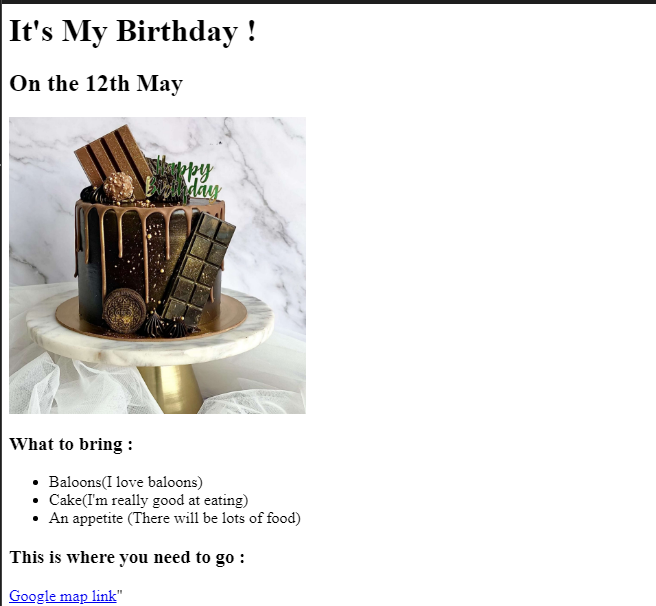 It's My Birthday !
On the 12th May
Happy
Birthday
What to bring :
Baloons(I love baloons)
Cake(I'm really good at eating)
An appetite (There will be lots of food)
This is where you need to go :
Google map link"